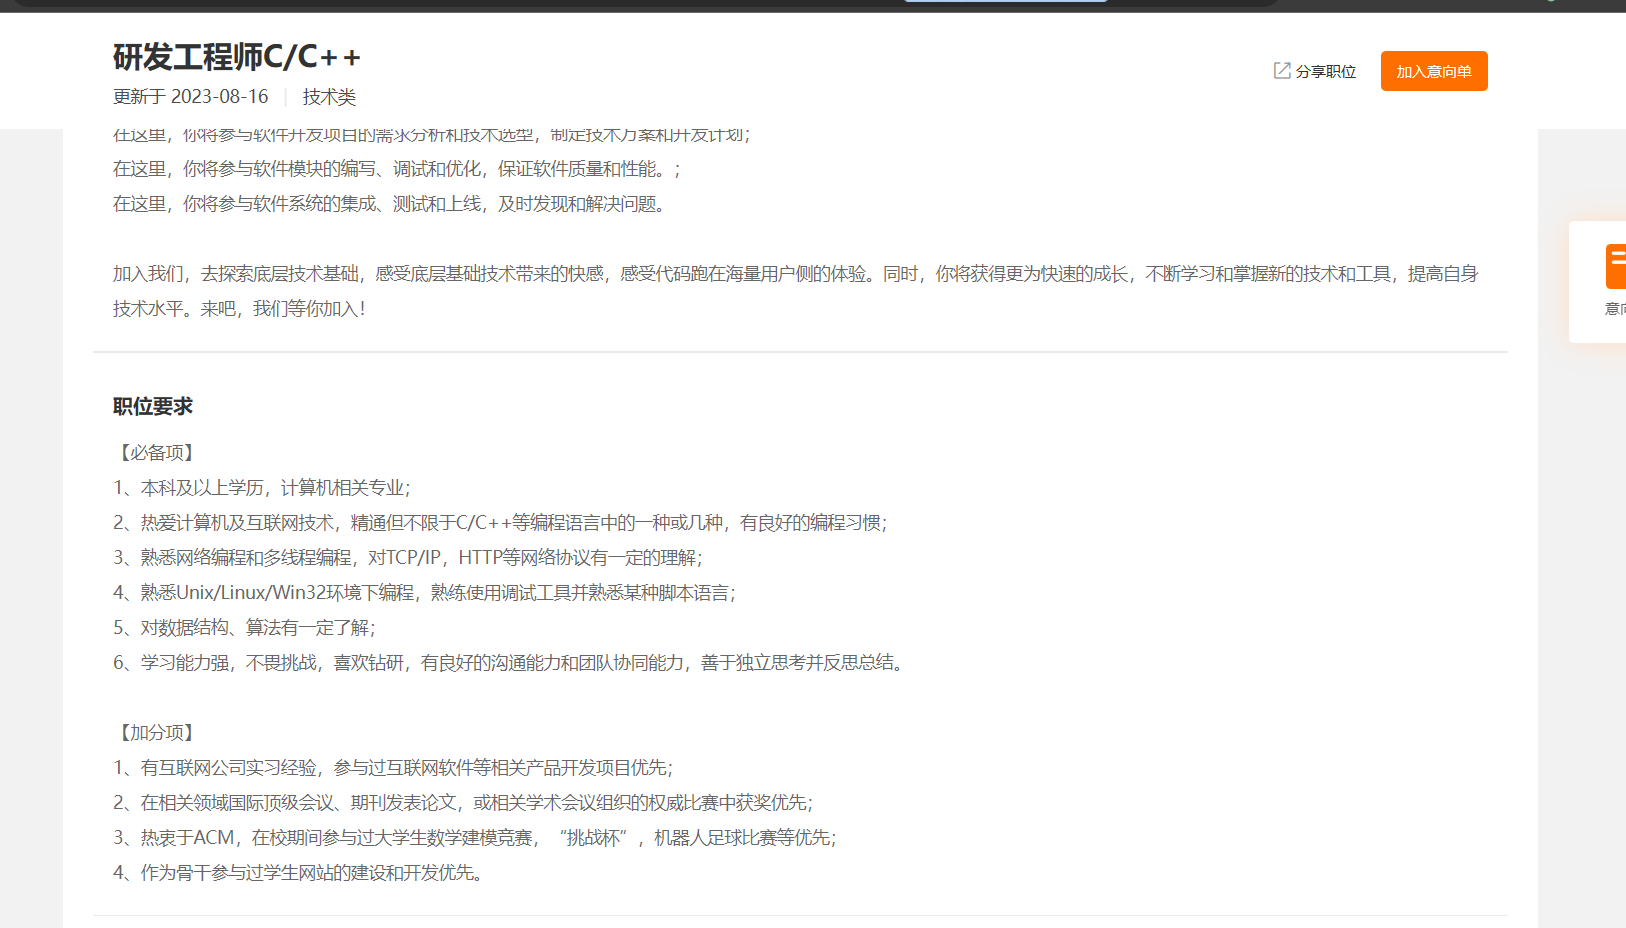 研发工程师C/C++
更新于 2023-08-16
技术类
分享职位
加入意向单
在这里，你将参与软件开发项目的需求分析和技术选型，制定技术方案和开发计划；
在这里，你将参与软件模块的编写、调试和优化，保证软件质量和性能。；
在这里，你将参与软件系统的集成、测试和上线，及时发现和解决问题。
加入我们，去探索底层技术基础，感受底层基础技术带来的快感，感受代码跑在海量用户侧的体验。同时，你将获得更为快速的成长，不断学习和掌握新的技术和工具，提高自身
技术水平。来吧，我们等你加入！
意向
职位要求
【必备项】
1、本科及以上学历，计算机相关专业；
2、热爱计算机及互联网技术，精通但不限于C/C++等编程语言中的一种或几种，有良好的编程习惯；
3、熟悉网络编程和多线程编程，对TCP/IP，HTTP等网络协议有一定的理解；
4、熟悉Unix/Linux/Win32环境下编程，熟练使用调试工具并熟悉某种脚本语言；
5、对数据结构、算法有一定了解；
6、学习能力强，不畏挑战，喜欢钻研，有良好的沟通能力和团队协同能力，善于独立思考并反思总结。
【加分项】
1、有互联网公司实习经验，参与过互联网软件等相关产品开发项目优先；
2、在相关领域国际顶级会议、期刊发表论文，或相关学术会议组织的权威比赛中获奖优先；
3、热衷于ACM，在校期间参与过大学生数学建模竞赛，“挑战杯”，机器人足球比赛等优先；
4、作为骨干参与过学生网站的建设和开发优先。